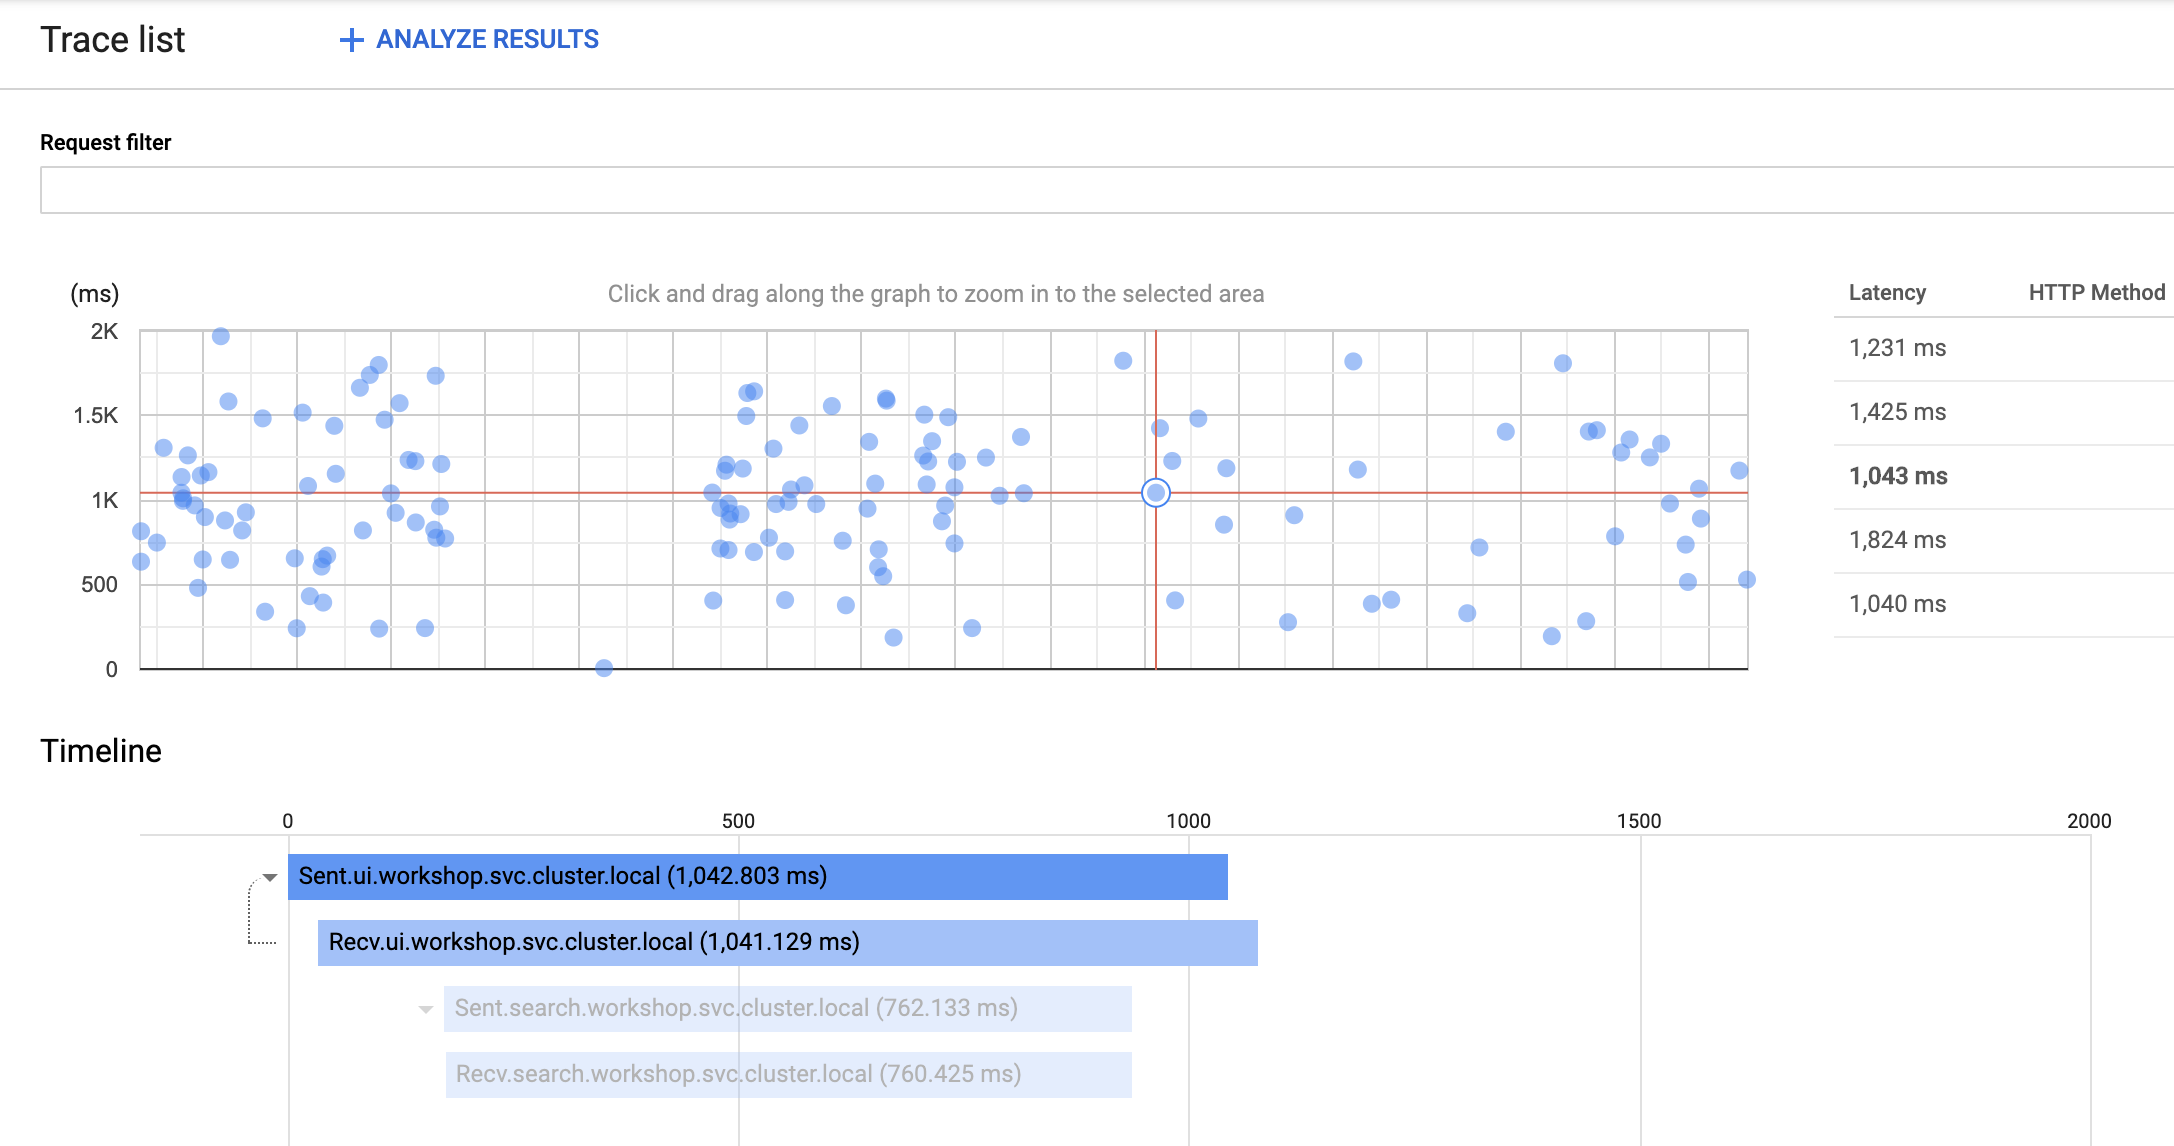 Trace list
+ ANALYZE RESULTS
Request filter
(ms)
Click and drag along the graph to zoom in to the selected area
2K
1.5K
1K
500
0
Latency HTTP Method
1,231 ms
1,425 ms
1,043 ms
1,824 ms
1,040 ms
Timeline
0 500 1000 1500 2000
Sent.ui.workshop.svc.cluster.local (1,042.803 ms)
Recv.ui.workshop.svc.cluster.local (1,041.129 ms)
Sent.search.workshop.svc.cluster.local (762.133 ms)
Recv.search.workshop.svc.cluster.local (760.425 ms)